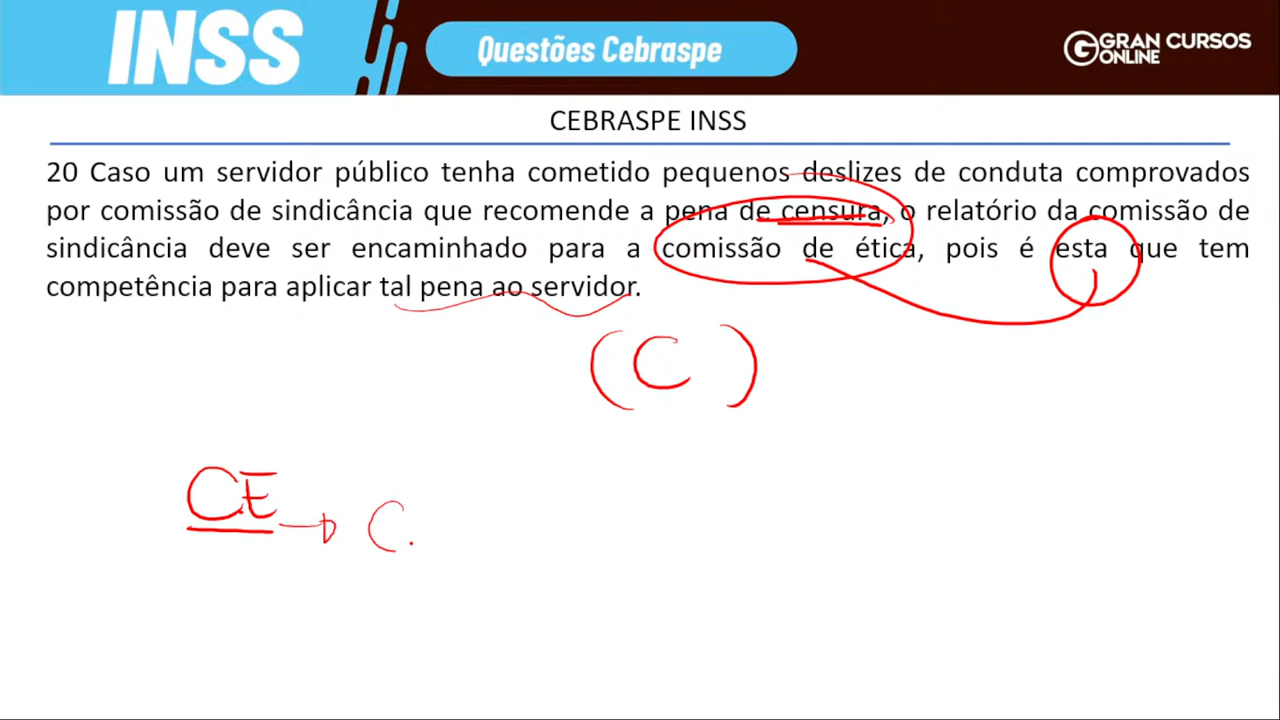 INSS
Questões Cebraspe
GRAN CURSOS
ONLINE
CEBRASPE INSS
20 Caso um servidor público tenha cometido pequenos deslizes de conduta comprovados
por comissão de sindicância que recomende a pena de censura, o relatório da comissão de
sindicância deve ser encaminhado para a comissão de ética, pois é esta que tem
competência para aplicar tal pena ao servidor.
( C )
CE → C.